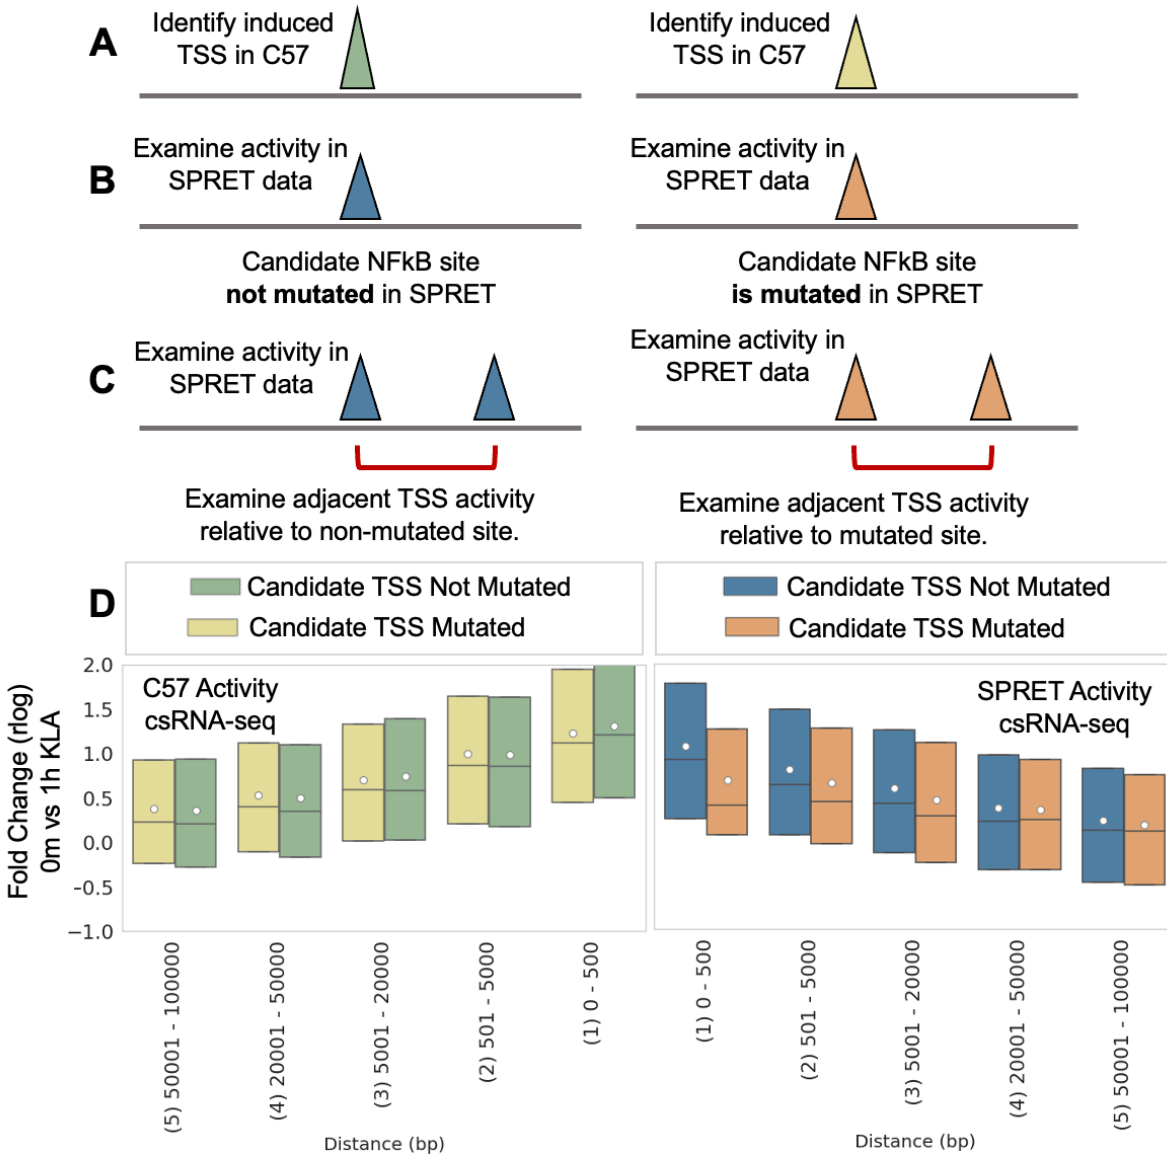 A
Identify induced
TSS in C57
Identify induced
TSS in C57
B
Examine activity in
SPRET data
Examine activity in
SPRET data
Candidate NFkB site
not mutated in SPRET
Candidate NFkB site
is mutated in SPRET
C
Examine activity in
SPRET data
Examine activity in
SPRET data
Examine adjacent TSS activity
relative to non-mutated site.
Examine adjacent TSS activity
relative to mutated site.
D
Candidate TSS Not Mutated
Candidate TSS Mutated
Candidate TSS Not Mutated
Candidate TSS Mutated
Fold Change (rlog)
0m vs 1h KLA
2.0
1.5
1.0
0.5
0.0
-0.5
−1.0
C57 Activity
csRNA-seq
SPRET Activity
csRNA-seq
(5) 50001 - 100000
(4) 20001 - 50000
(3) 5001 - 20000
(2) 501 - 5000
(1) 0 - 500
(1) 0 - 500
(2) 501 - 5000
(3) 5001 - 20000
(4) 20001 - 50000
(5) 50001 - 100000
Distance (bp)
Distance (bp)